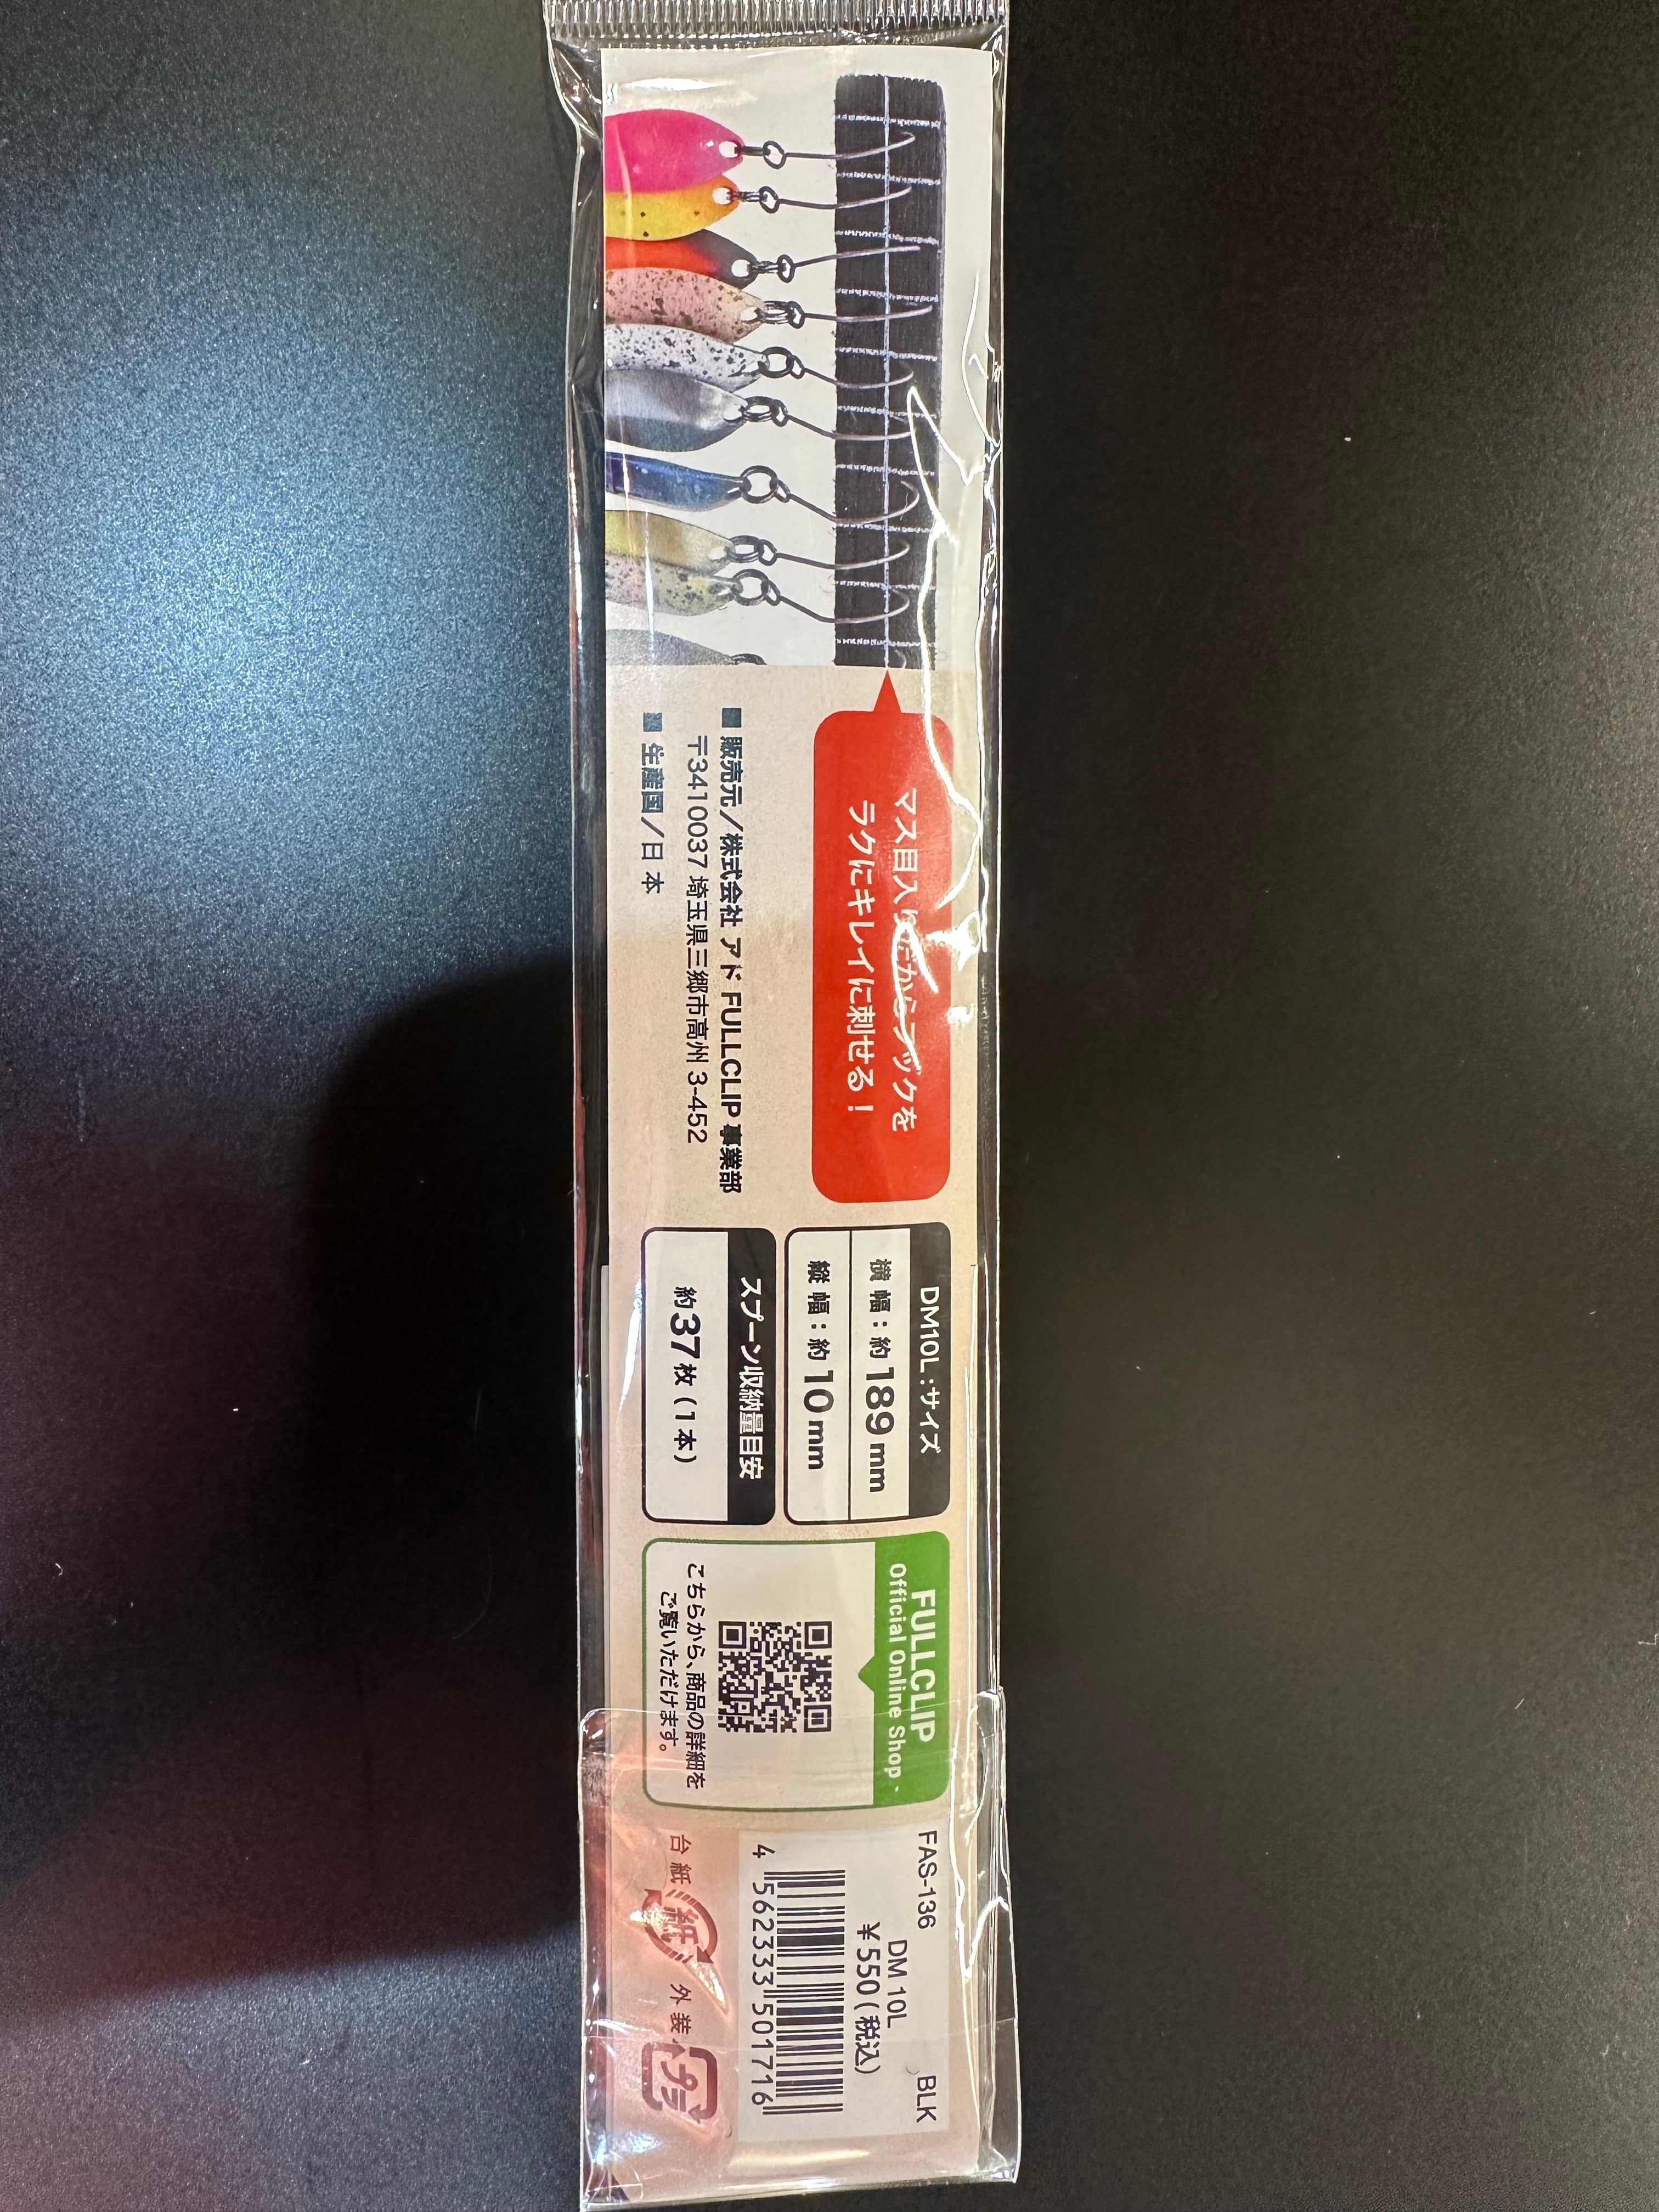 マス目入りだからフックを
ラクにキレイに刺せる！
■ 販売元／株式会社 アド FULLCLIP 事業部
〒3410037 埼玉県三郷市高州 3-452
■ 生産国／日本
DM10L：サイズ
横幅：約189mm
縦幅：約10mm
スプーン収納量目安
約37枚（1本）
FULLCLIP
Official Online Shop
こちらから、商品の詳細を
ご覧いただけます。
FAS-136 BLK
DM 10L
¥550(税込)
4 562333 501716
台紙 紙 外装 プラ